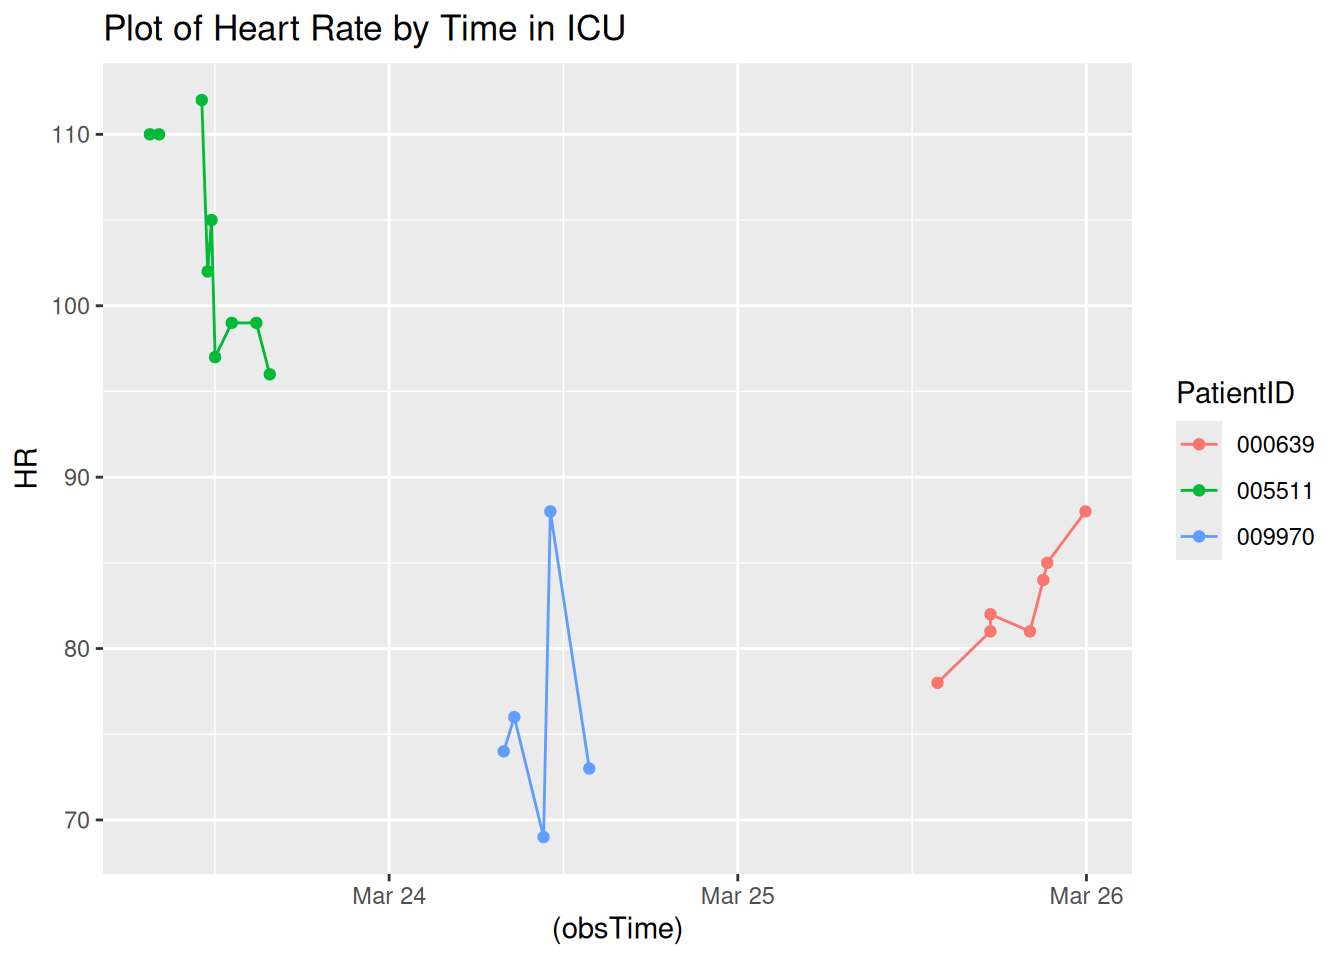 Plot of Heart Rate by Time in ICU
110
100
90
80
70
HR
Mar 24
Mar 25
Mar 26
(obsTime)
PatientID
000639
005511
009970